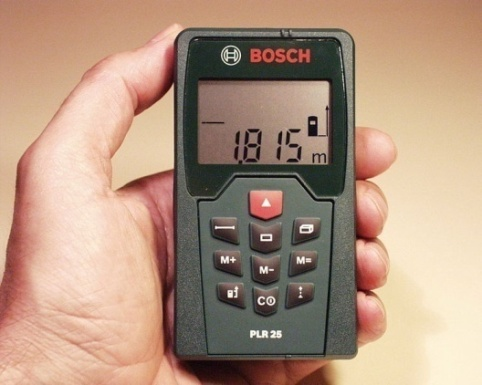 BOSCH
1.815 m
M+ M- M=
C
PLR 25